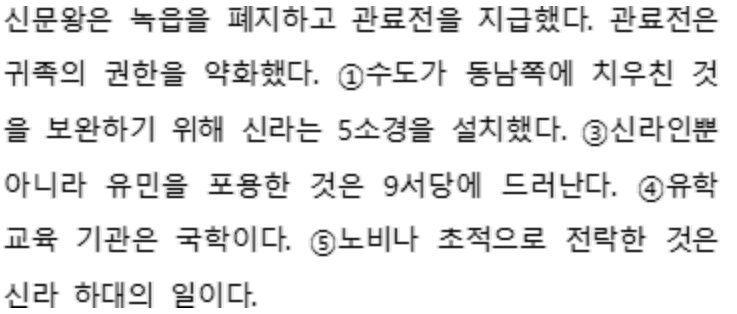 신문왕은 녹읍을 폐지하고 관료전을 지급했다. 관료전은
귀족의 권한을 약화했다. ①수도가 동남쪽에 치우친 것
을 보완하기 위해 신라는 5소경을 설치했다. ③신라인뿐
아니라 유민을 포용한 것은 9서당에 드러난다. ④유학
교육 기관은 국학이다. ⑤노비나 초적으로 전락한 것은
신라 하대의 일이다.